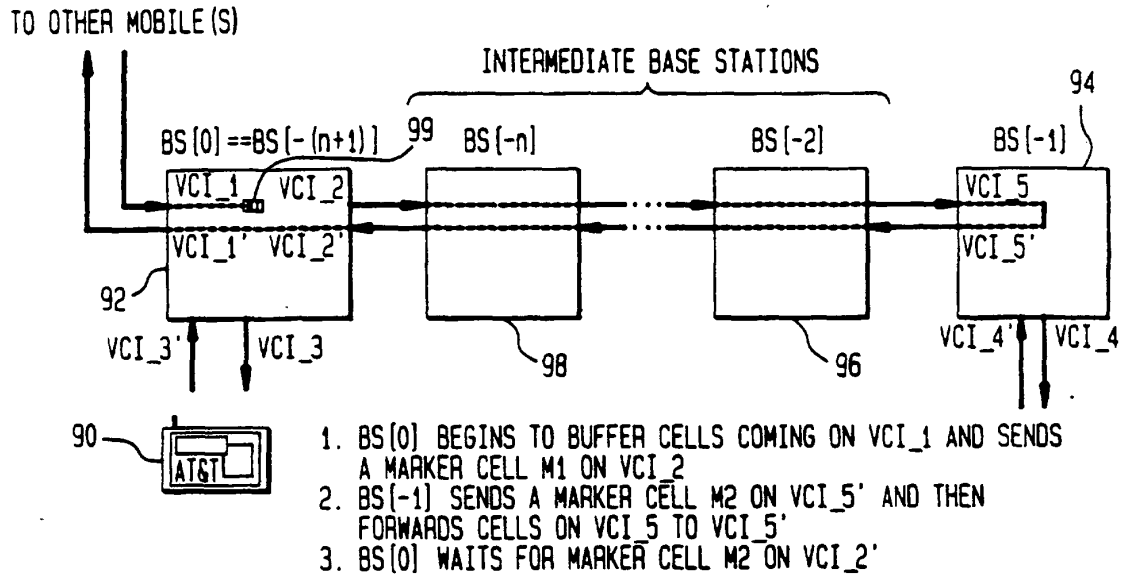 TO OTHER MOBILE(S)
INTERMEDIATE BASE STATIONS
94
BS[0]==BS[-(n+1)]
99
BS[-n]
BS[-2]
BS[-1]
VCI_1
VCI_2
VCI_5
VCI_1'
VCI_2'
VCI_5'
92
VCI_3'
VCI_3
98
96
VCI_4'
VCI_4
90
AT&T
1. BS[0] BEGINS TO BUFFER CELLS COMING ON VCI_1 AND SENDS
A MARKER CELL M1 ON VCI_2
2. BS[-1] SENDS A MARKER CELL M2 ON VCI_5' AND THEN
FORWARDS CELLS ON VCI_5 TO VCI_5'
3. BS[0] WAITS FOR MARKER CELL M2 ON VCI_2'